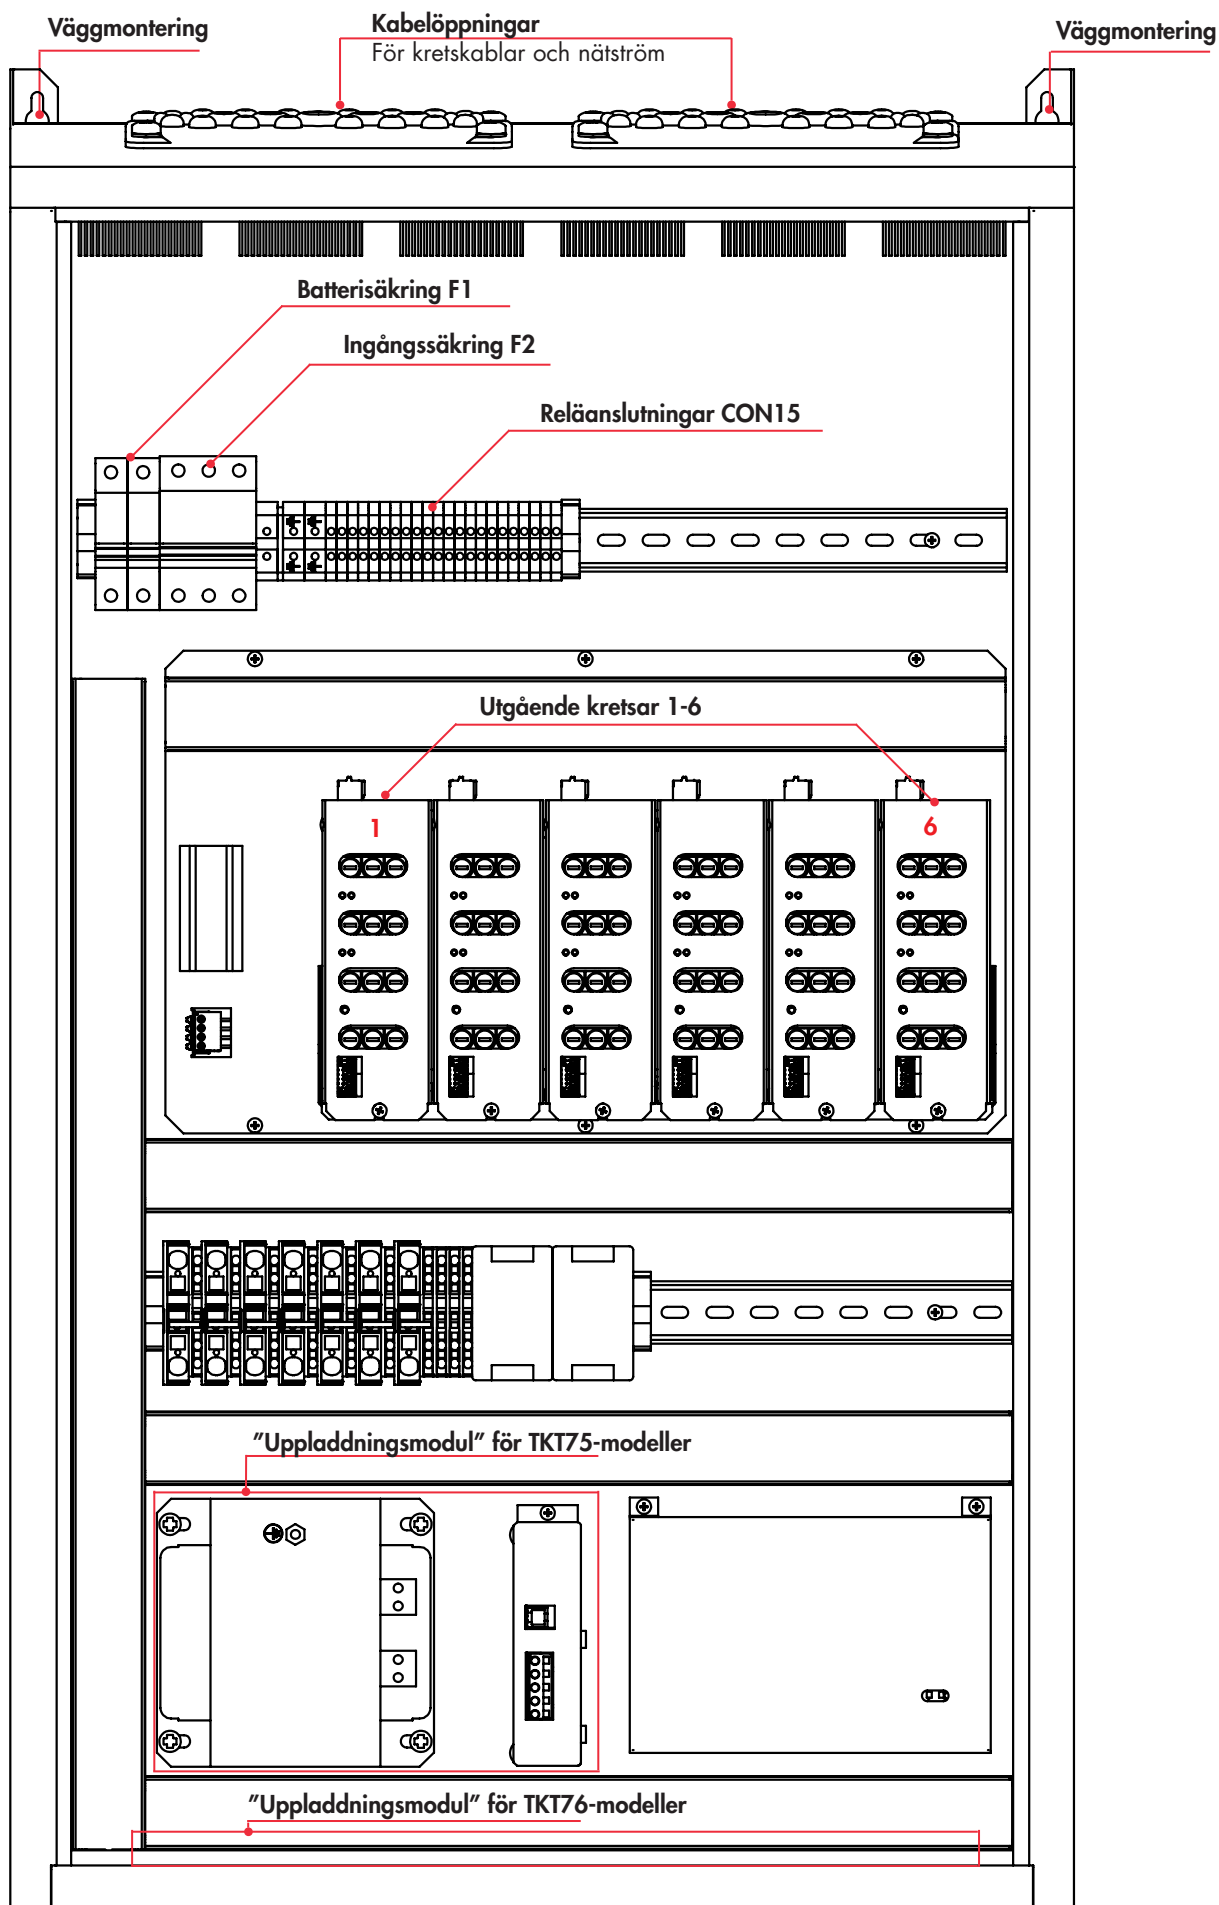 Väggmontering
Kabelöppningar
För kretskablar och nätström
Väggmontering
Batterisäkring F1
Ingångssäkring F2
Reläanslutningar CON15
Utgående kretsar 1-6
1
6
”Uppladdningsmodul” för TKT75-modeller
”Uppladdningsmodul” för TKT76-modeller